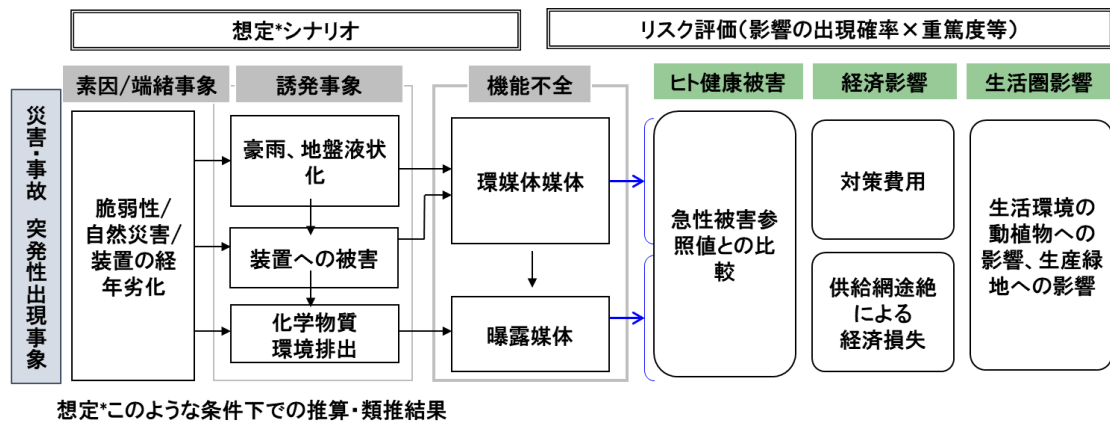 想定*シナリオ
リスク評価(影響の出現確率×重篤度等)
素因/端緒事象
誘発事象
機能不全
ヒト健康被害
経済影響
生活圏影響
災害・事故 突発性出現事象
脆弱性/
自然災害/
装置の経
年劣化
豪雨、地盤液状
化
装置への被害
化学物質
環境排出
環媒体媒体
曝露媒体
急性被害参
照値との比
較
対策費用
供給網途絶
による
経済損失
生活環境の
動植物への
影響、生産緑
地への影響
想定*このような条件下での推算・類推結果